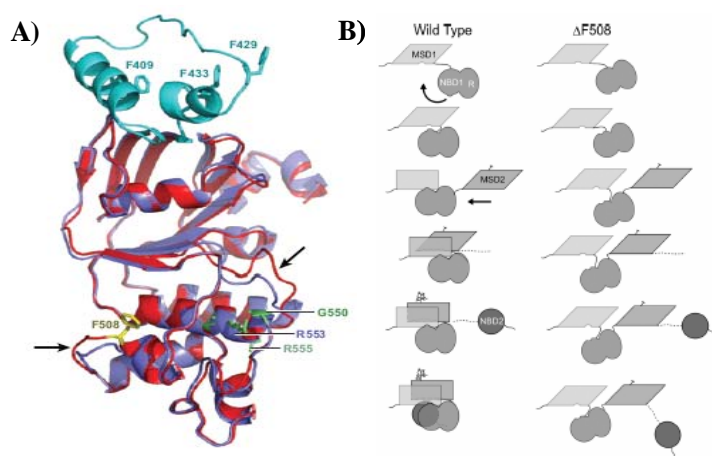 A)
F429
F409
F433
F508
G550
R553
R555
B)
Wild Type
ΔF508
MSD1
NBD1 R
MSD2
NBD2